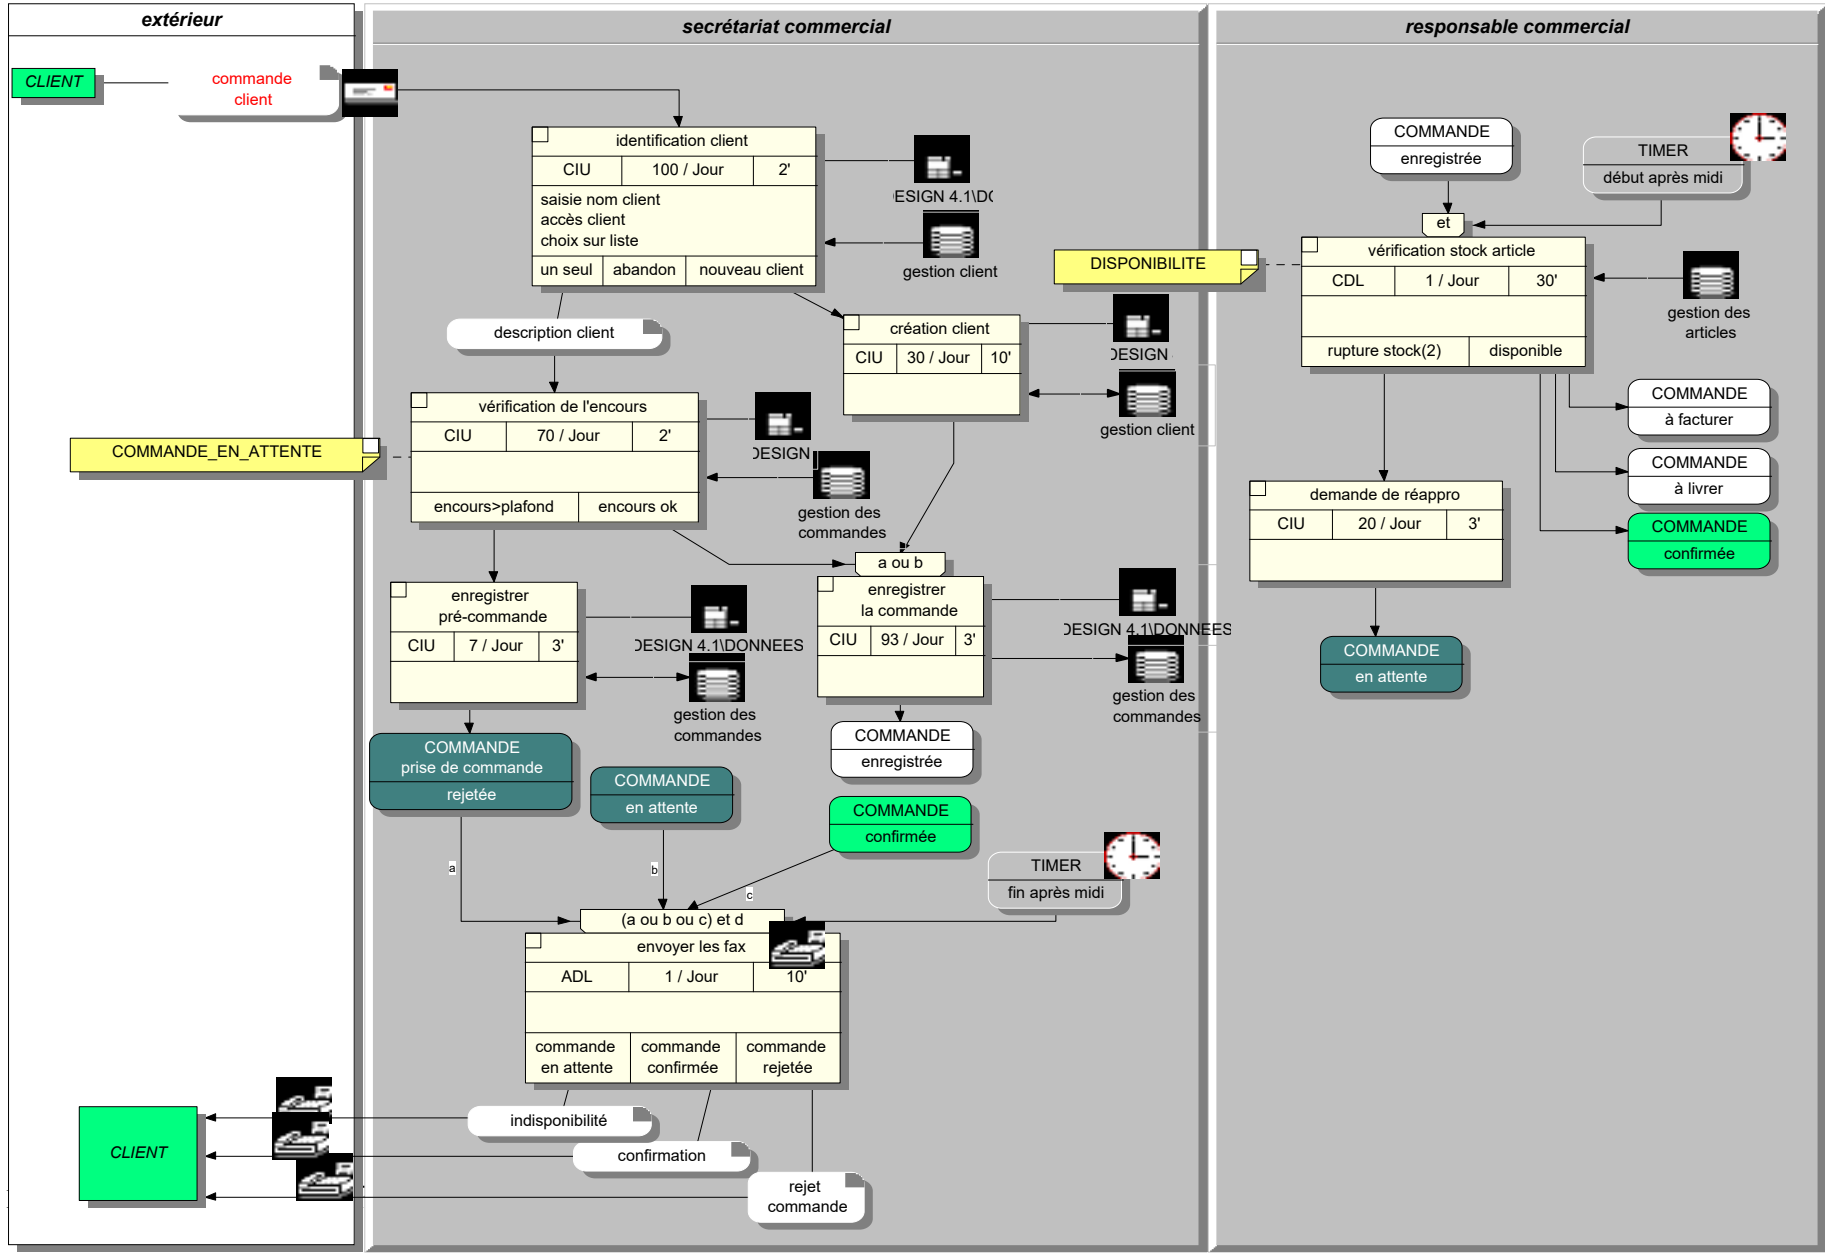 extérieur
secrétariat commercial
responsable commercial
CLIENT
commande
client
identification client
CIU
100 / Jour
2'
saisie nom client
accès client
choix sur liste
un seul
abandon
nouveau client
ESIGN 4.1\DO
gestion client
description client
création client
CIU
30 / Jour
10'
DESIGN
gestion client
vérification de l'encours
CIU
70 / Jour
2'
encours>plafond
encours ok
DESIGN
gestion des
commandes
COMMANDE_EN_ATTENTE
DISPONIBILITE
enregistrer
pré-commande
CIU
7 / Jour
3'
DESIGN 4.1\DONNEES
gestion des
commandes
a ou b
enregistrer
la commande
CIU
93 / Jour
3'
DESIGN 4.1\DONNEES
gestion des
commandes
COMMANDE
prise de commande
rejetée
COMMANDE
en attente
COMMANDE
enregistrée
COMMANDE
confirmée
TIMER
fin après midi
a
b
c
(a ou b ou c) et d
envoyer les fax
ADL
1 / Jour
10'
commande
en attente
commande
confirmée
commande
rejetée
indisponibilité
confirmation
rejet
commande
CLIENT
COMMANDE
enregistrée
TIMER
début après midi
et
vérification stock article
CDL
1 / Jour
30'
rupture stock(2)
disponible
gestion des
articles
COMMANDE
à facturer
COMMANDE
à livrer
COMMANDE
confirmée
demande de réappro
CIU
20 / Jour
3'
COMMANDE
en attente